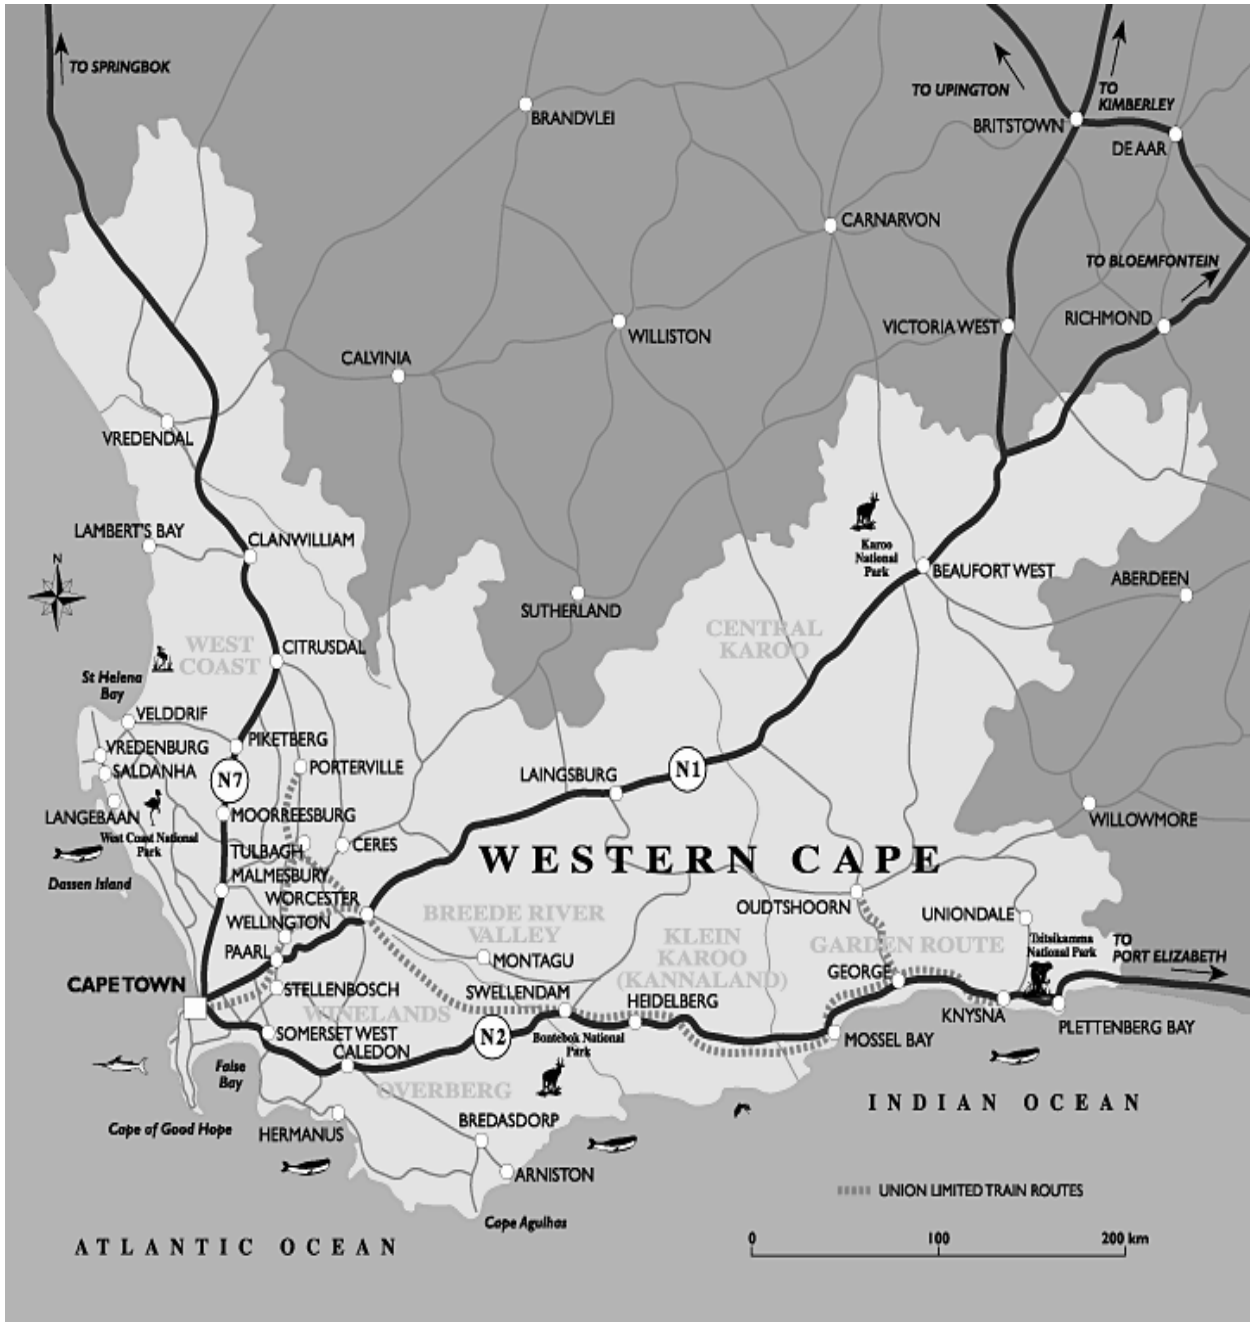 TO SPRINGBOK
TO UPINGTON
TO
KIMBERLEY
BRANDVLEI
BRITSTOWN
DE AAR
CARNARVON
TO BLOEMFONTEIN
VICTORIA WEST
RICHMOND
WILLISTON
CALVINIA
VREDENDAL
LAMBERT'S BAY
CLANWILLIAM
Karoo
National
Park
BEAUFORT WEST
ABERDEEN
N
SUTHERLAND
CENTRAL
KAROO
WEST
COAST
CITRUSDAL
St Helena
Bay
VELDDRIF
VREDENBURG
PIKETBERG
SALDANHA
PORTERVILLE
N7
N1
LAINGSBURG
LANGEBAAN
West Coast National
Park
MOORREESBURG
WILLOWMORE
TULBAGH
CERES
WESTERN CAPE
Dassen Island
MALMESBURY
WORCESTER
OUDTSHOORN
BREEDE RIVER
VALLEY
WELLINGTON
UNIONDALE
KLEIN
KAROO
(KANNALAND)
GARDEN ROUTE
Tsitsikamma
National Park
TO
PORT ELIZABETH
PAARL
MONTAGU
GEORGE
CAPE TOWN
STELLENBOSCH
SWELLENDAM
HEIDELBERG
WINELANDS
KNYSNA
PLETTENBERG BAY
SOMERSET WEST
N2
Bontebok National
Park
MOSSEL BAY
CALEDON
False
Bay
OVERBERG
INDIAN OCEAN
Cape of Good Hope
HERMANUS
BREDASDORP
ARNISTON
UNION LIMITED TRAIN ROUTES
Cape Agulhas
ATLANTIC OCEAN
0 100 200 km